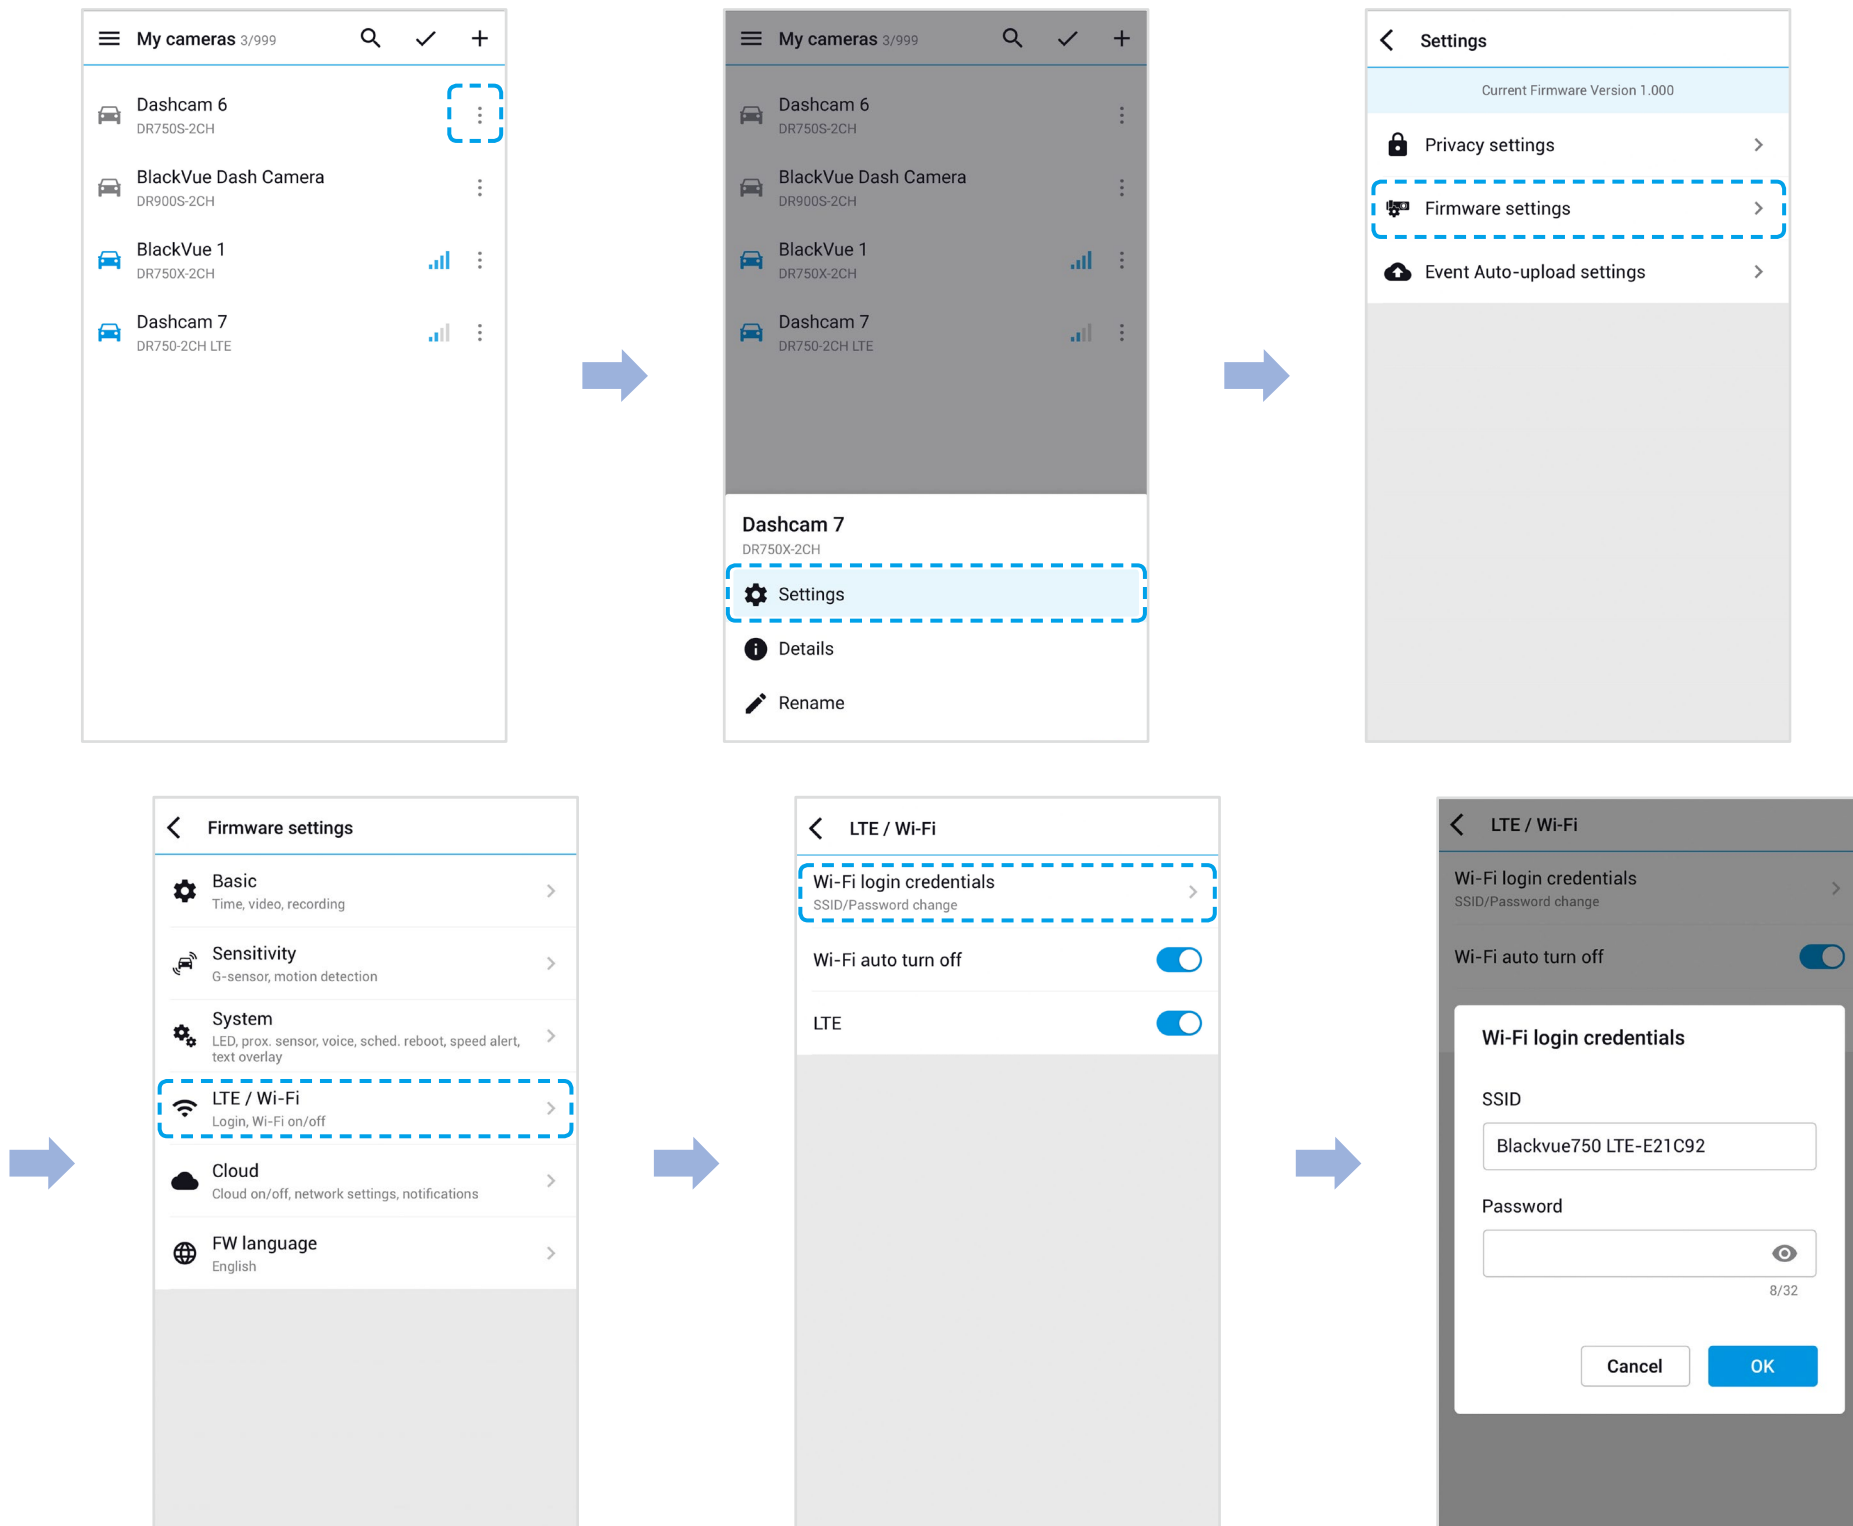 My cameras 3/999
Dashcam 6
DR750S-2CH
BlackVue Dash Camera
DR900S-2CH
BlackVue 1
DR750X-2CH
Dashcam 7
DR750-2CH LTE
My cameras 3/999
Dashcam 6
DR750S-2CH
BlackVue Dash Camera
DR900S-2CH
BlackVue 1
DR750X-2CH
Dashcam 7
DR750-2CH LTE
Dashcam 7
DR750X-2CH
Settings
Details
Rename
Settings
Current Firmware Version 1.000
Privacy settings
Firmware settings
Event Auto-upload settings
Firmware settings
Basic
Time, video, recording
Sensitivity
G-sensor, motion detection
System
LED, prox. sensor, voice, sched. reboot, speed alert,
text overlay
LTE / Wi-Fi
Login, Wi-Fi on/off
Cloud
Cloud on/off, network settings, notifications
FW language
English
LTE / Wi-Fi
Wi-Fi login credentials
SSID/Password change
Wi-Fi auto turn off
LTE
LTE / Wi-Fi
Wi-Fi login credentials
SSID/Password change
Wi-Fi auto turn off
Wi-Fi login credentials
SSID
Blackvue750 LTE-E21C92
Password
8/32
Cancel
OK